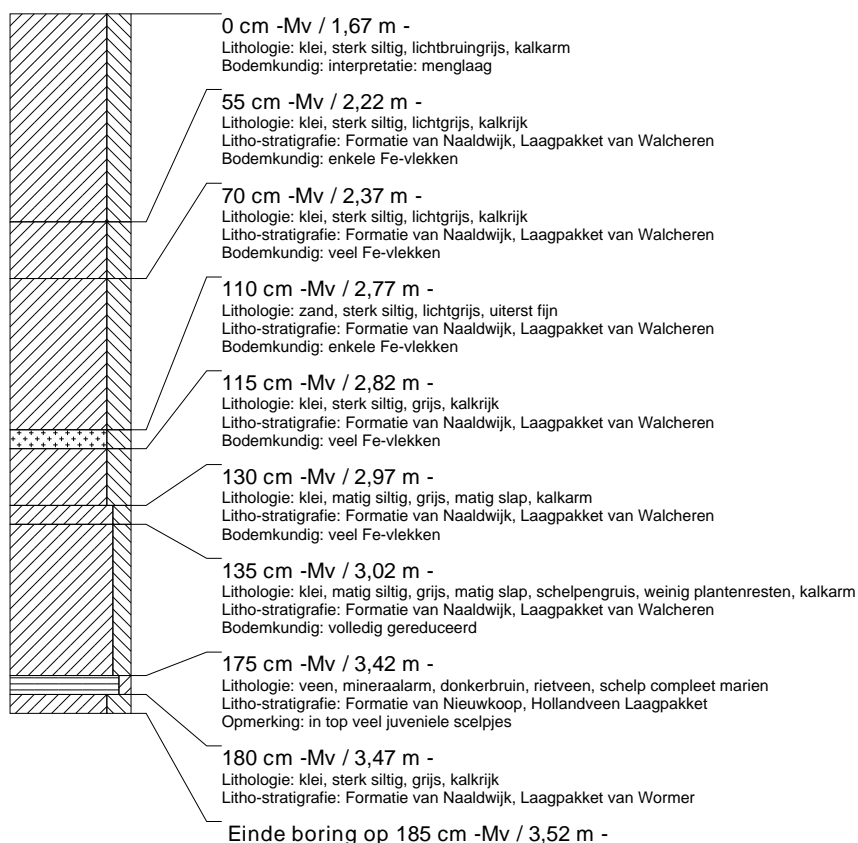 0 cm -Mv / 1,67 m -
Lithologie: klei, sterk siltig, lichtbruingrijs, kalkarm
Bodemkundig: interpretatie: menglaag
55 cm -Mv / 2,22 m -
Lithologie: klei, sterk siltig, lichtgrijs, kalkrijk
Litho-stratigrafie: Formatie van Naaldwijk, Laagpakket van Walcheren
Bodemkundig: enkele Fe-vlekken
70 cm -Mv / 2,37 m -
Lithologie: klei, sterk siltig, lichtgrijs, kalkrijk
Litho-stratigrafie: Formatie van Naaldwijk, Laagpakket van Walcheren
Bodemkundig: veel Fe-vlekken
110 cm -Mv / 2,77 m -
Lithologie: zand, sterk siltig, lichtgrijs, uiterst fijn
Litho-stratigrafie: Formatie van Naaldwijk, Laagpakket van Walcheren
Bodemkundig: enkele Fe-vlekken
115 cm -Mv / 2,82 m -
Lithologie: klei, sterk siltig, grijs, kalkrijk
Litho-stratigrafie: Formatie van Naaldwijk, Laagpakket van Walcheren
Bodemkundig: veel Fe-vlekken
130 cm -Mv / 2,97 m -
Lithologie: klei, matig siltig, grijs, matig slap, kalkarm
Litho-stratigrafie: Formatie van Naaldwijk, Laagpakket van Walcheren
Bodemkundig: veel Fe-vlekken
135 cm -Mv / 3,02 m -
Lithologie: klei, matig siltig, grijs, matig slap, schelpengruis, weinig plantenresten, kalkarm
Litho-stratigrafie: Formatie van Naaldwijk, Laagpakket van Walcheren
Bodemkundig: volledig gereduceerd
175 cm -Mv / 3,42 m -
Lithologie: veen, mineraalarm, donkerbruin, rietveen, schelp compleet marien
Litho-stratigrafie: Formatie van Nieuwkoop, Hollandveen Laagpakket
Opmerking: in top veel juveniele scelpjes
180 cm -Mv / 3,47 m -
Lithologie: klei, sterk siltig, grijs, kalkrijk
Litho-stratigrafie: Formatie van Naaldwijk, Laagpakket van Wormer
Einde boring op 185 cm -Mv / 3,52 m -